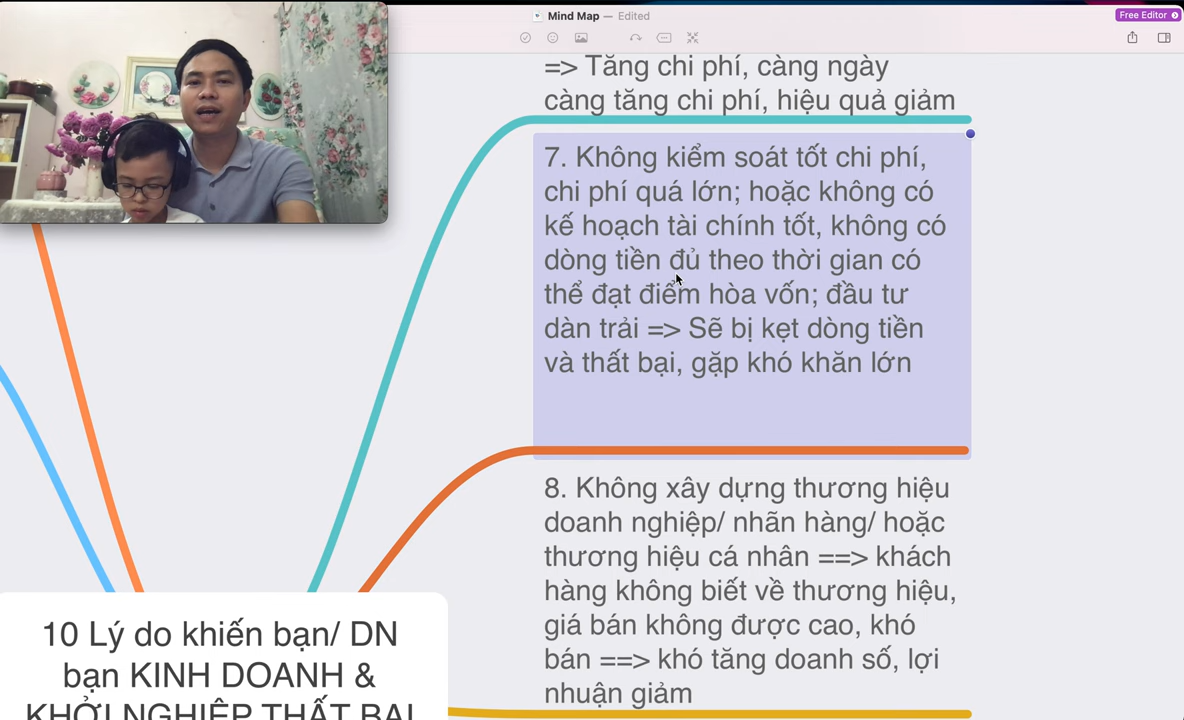 Mind Map — Edited
Free Editor
=> Tăng chi phí, càng ngày
càng tăng chi phí, hiệu quả giảm
7. Không kiểm soát tốt chi phí,
chi phí quá lớn; hoặc không có
kế hoạch tài chính tốt, không có
dòng tiền đủ theo thời gian có
thể đạt điểm hòa vốn; đầu tư
dàn trải => Sẽ bị kẹt dòng tiền
và thất bại, gặp khó khăn lớn
8. Không xây dựng thương hiệu
doanh nghiệp/ nhãn hàng/ hoặc
thương hiệu cá nhân ==> khách
hàng không biết về thương hiệu,
giá bán không được cao, khó
bán ==> khó tăng doanh số, lợi
nhuận giảm
10 Lý do khiến bạn/ DN
bạn KINH DOANH &
KHỞI NGHIỆP THẤT BẠI